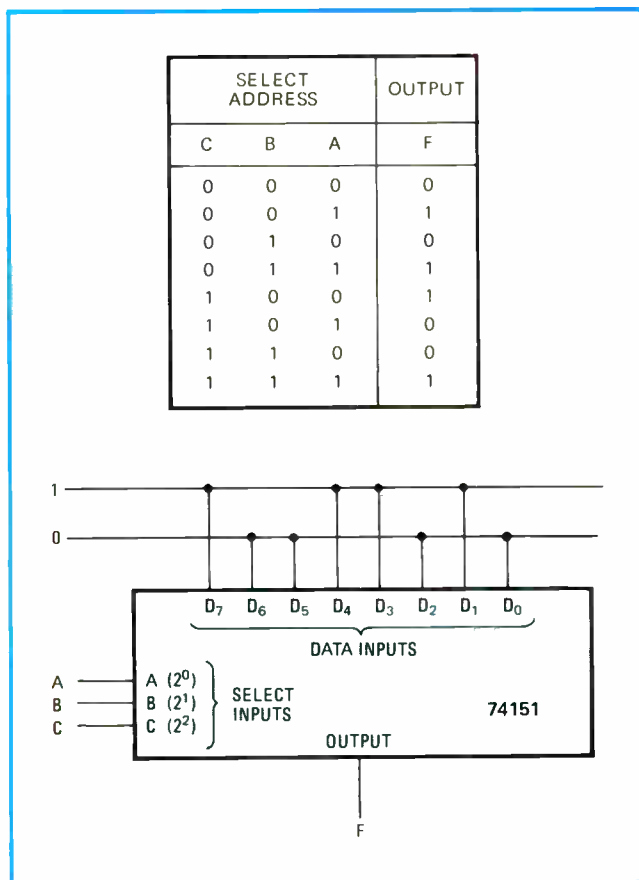 SELECT ADDRESS OUTPUT
C B A F
0 0 0 0
0 0 1 1
0 1 0 0
0 1 1 1
1 0 0 1
1 0 1 0
1 1 0 0
1 1 1 1
1
0
D₇ D₆ D₅ D₄ D₃ D₂ D₁ D₀
DATA INPUTS
A A (2⁰)
B B (2¹)
C C (2²)
SELECT INPUTS
74151
OUTPUT
F